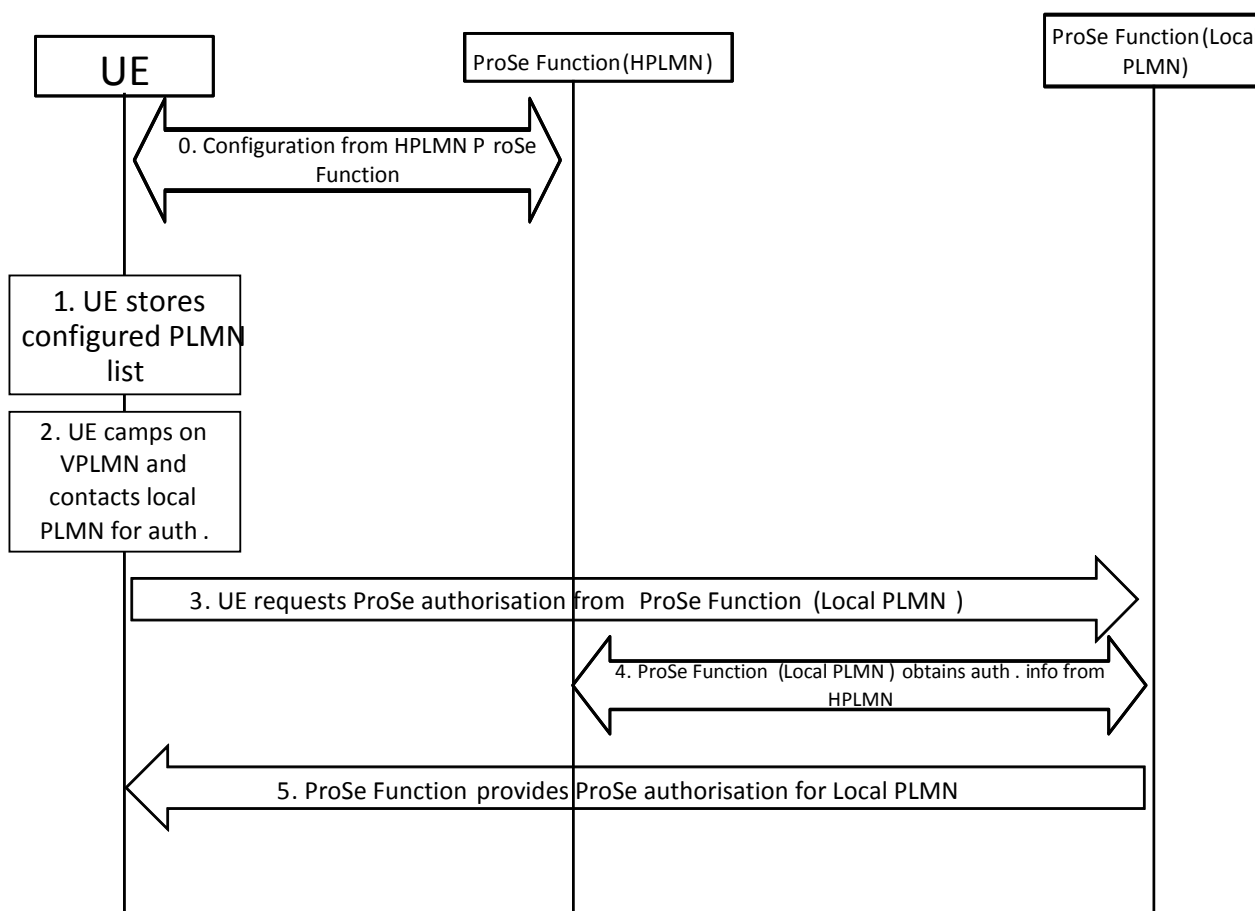 UE
ProSe Function (HPLMN)
ProSe Function (Loca
PLMN)
0. Configuration from HPLMN P roSe
Function
1. UE stores
configured PLMN
list
2. UE camps on
VPLMN and
contacts local
PLMN for auth .
3. UE requests ProSe authorisation from ProSe Function (Local PLMN )
4. ProSe Function (Local PLMN ) obtains auth . info from
HPLMN
5. ProSe Function provides ProSe authorisation for Local PLMN